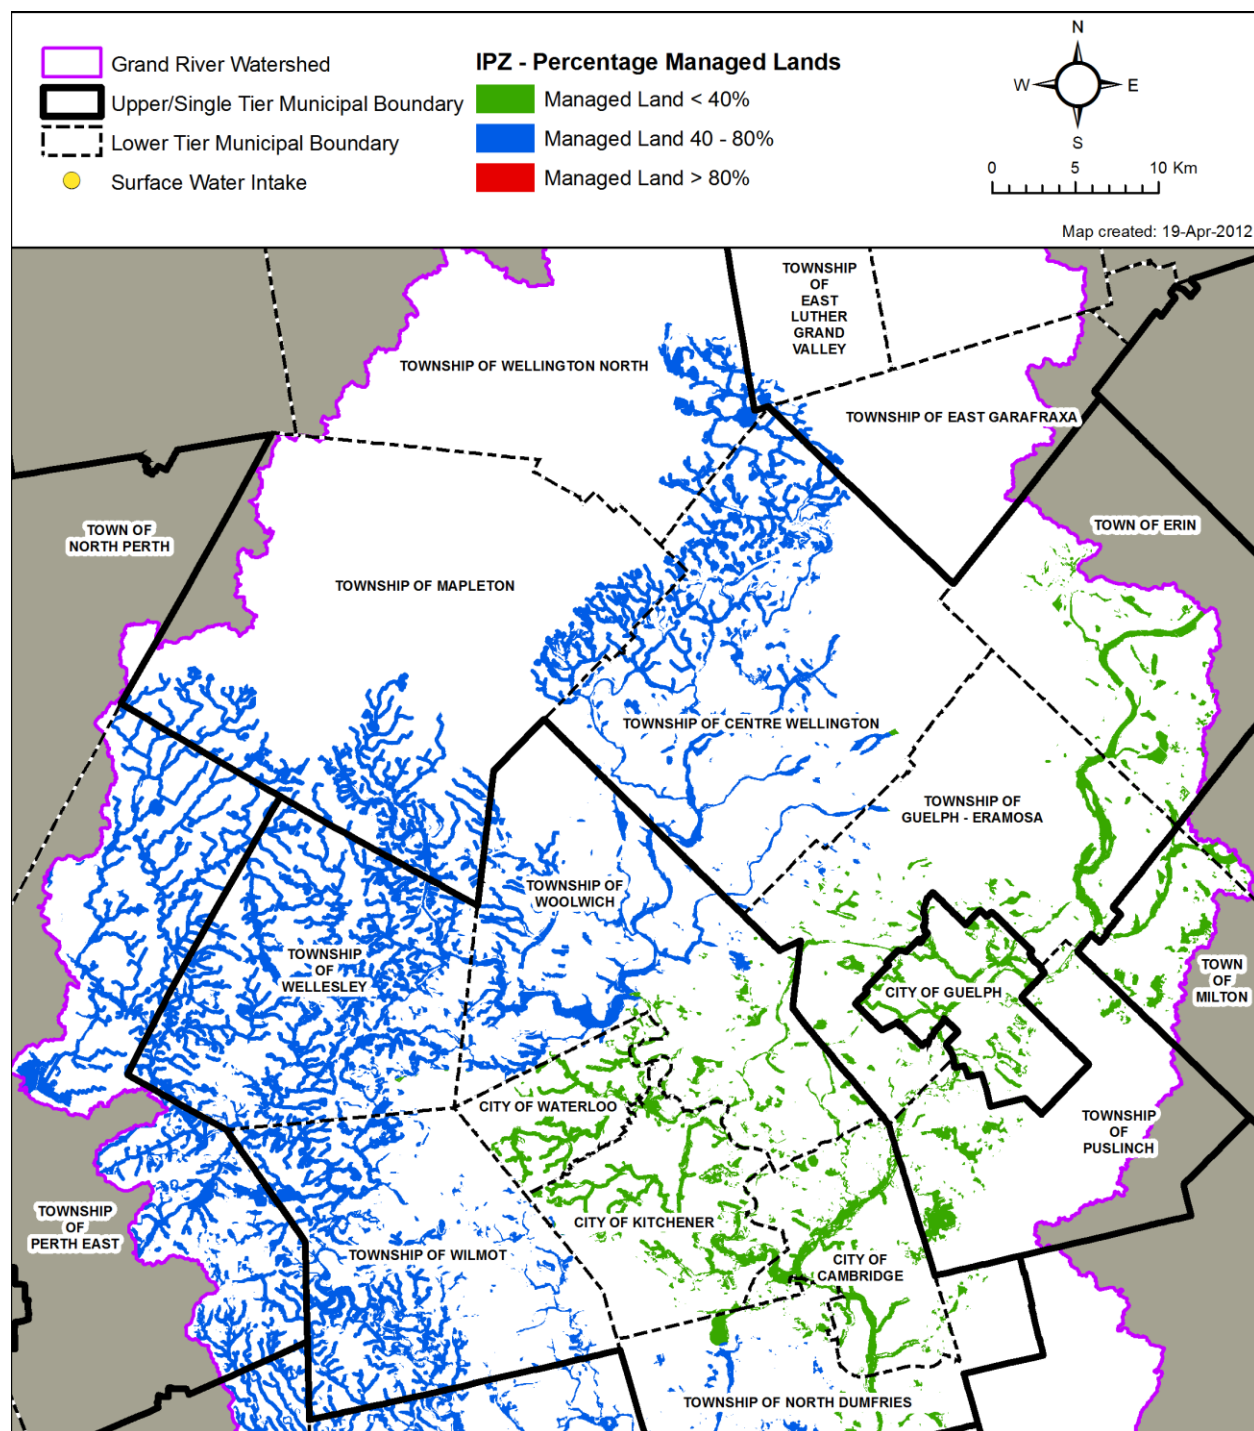 Grand River Watershed
Upper/Single Tier Municipal Boundary
Lower Tier Municipal Boundary
Surface Water Intake
IPZ - Percentage Managed Lands
Managed Land < 40%
Managed Land 40 - 80%
Managed Land > 80%
N
W
E
S
0 5 10 Km
Map created: 19-Apr-2012
TOWNSHIP
OF
EAST
LUTHER
GRAND
VALLEY
TOWNSHIP OF WELLINGTON NORTH
TOWNSHIP OF EAST GARAFRAXA
TOWN OF
NORTH PERTH
TOWN OF ERIN
TOWNSHIP OF MAPLETON
TOWNSHIP OF CENTRE WELLINGTON
TOWNSHIP OF
GUELPH - ERAMOSA
TOWNSHIP OF
WOOLWICH
TOWNSHIP
OF
WELLESLEY
CITY OF GUELPH
TOWN
OF
MILTON
CITY OF WATERLOO
TOWNSHIP
OF
PUSLINCH
TOWNSHIP
OF
PERTH EAST
CITY OF KITCHENER
TOWNSHIP OF WILMOT
CITY OF
CAMBRIDGE
TOWNSHIP OF NORTH DUMFRIES